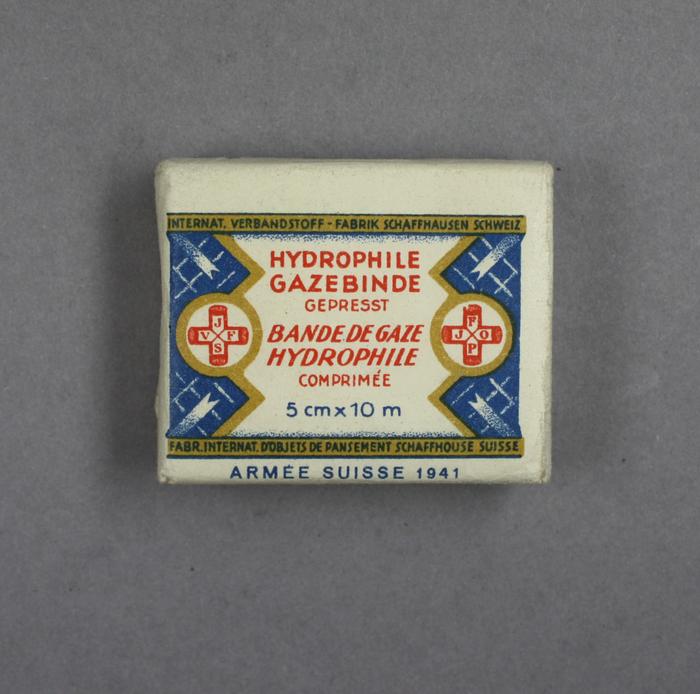 INTERNAT. VERBANDSTOFF - FABRIK SCHAFFHAUSEN SCHWEIZ
HYDROPHILE
GAZEBINDE
GEPRESST
J
V F
S
F
J O
P
BANDE DE GAZE
HYDROPHILE
COMPRIMÉE
5 cm x 10 m
FABR. INTERNAT. D'OBJETS DE PANSEMENT SCHAFFHOUSE SUISSE
ARMÉE SUISSE 1941